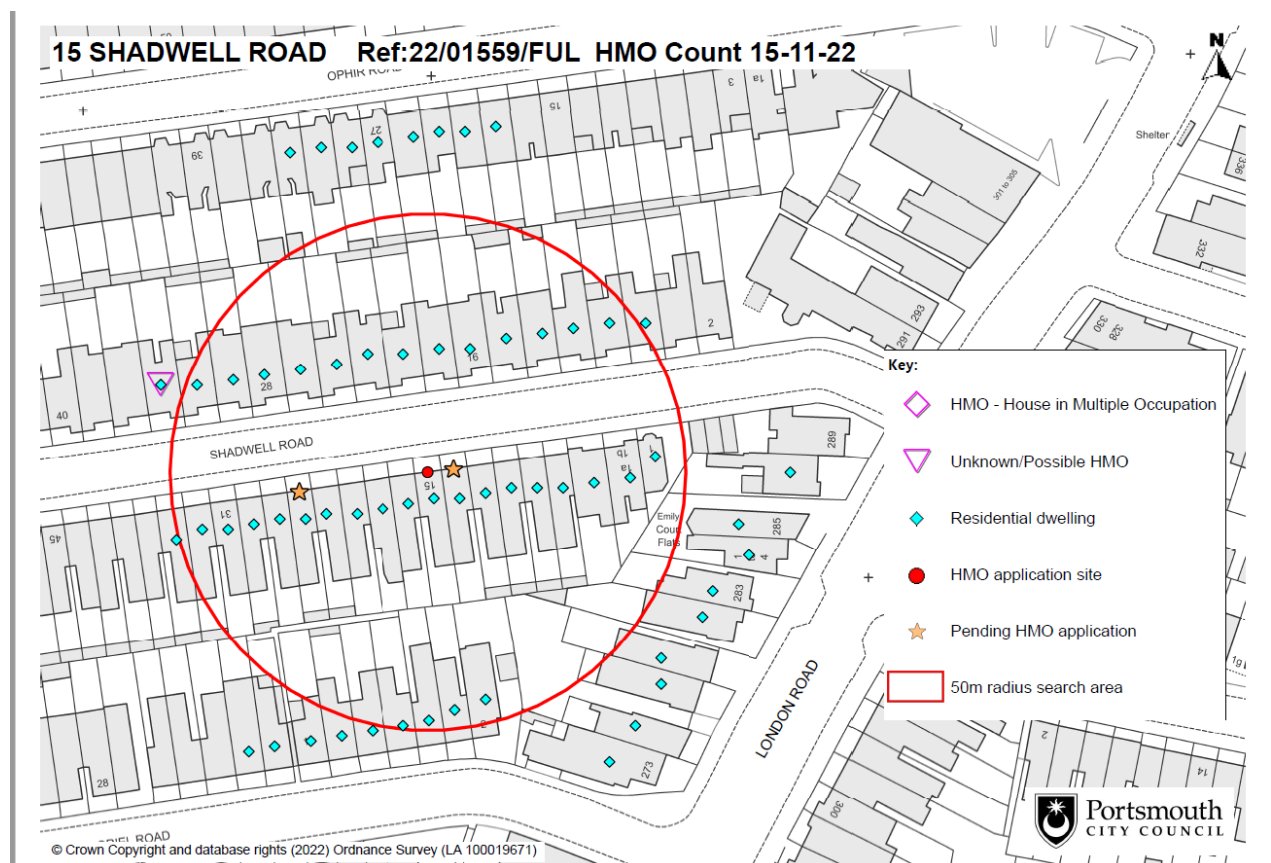 15 SHADWELL ROAD Ref:22/01559/FUL HMO Count 15-11-22
N
OPHIR ROAD
39
27
15
3
1a
1
Shelter
336
301 to 305
332
293
291
330
328
2
16
28
40
Key:
HMO - House in Multiple Occupation
Unknown/Possible HMO
Residential dwelling
HMO application site
Pending HMO application
50m radius search area
SHADWELL ROAD
45
31
15
1b
1a
1
289
Emily
Court
Flats
285
283
LONDON ROAD
273
2
28
300
2
14
Portsmouth
CITY COUNCIL
© Crown Copyright and database rights (2022) Ordnance Survey (LA 100019671)